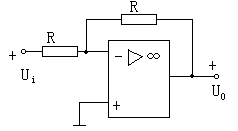 R
R
+ - ▷ ∞ +
U_i U_0
+